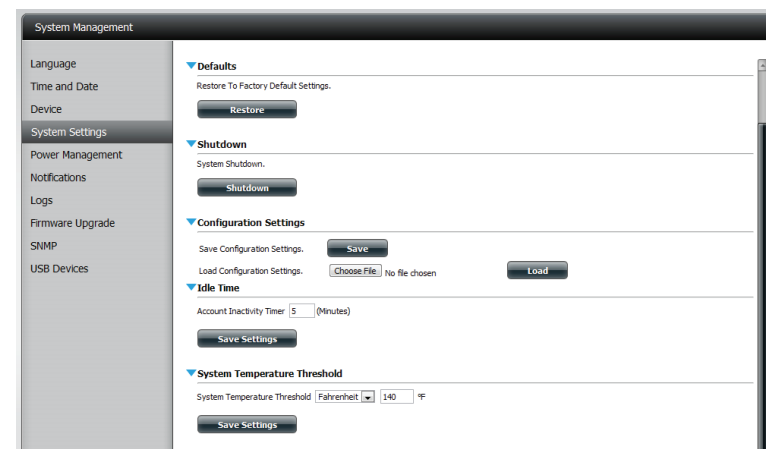 System Management
Language
Time and Date
Device
System Settings
Power Management
Notifications
Logs
Firmware Upgrade
SNMP
USB Devices
Defaults
Restore To Factory Default Settings.
Restore
Shutdown
System Shutdown.
Shutdown
Configuration Settings
Save Configuration Settings. Save
Load Configuration Settings. Choose File No file chosen Load
Idle Time
Account Inactivity Timer 5 (Minutes)
Save Settings
System Temperature Threshold
System Temperature Threshold Fahrenheit 140 °F
Save Settings